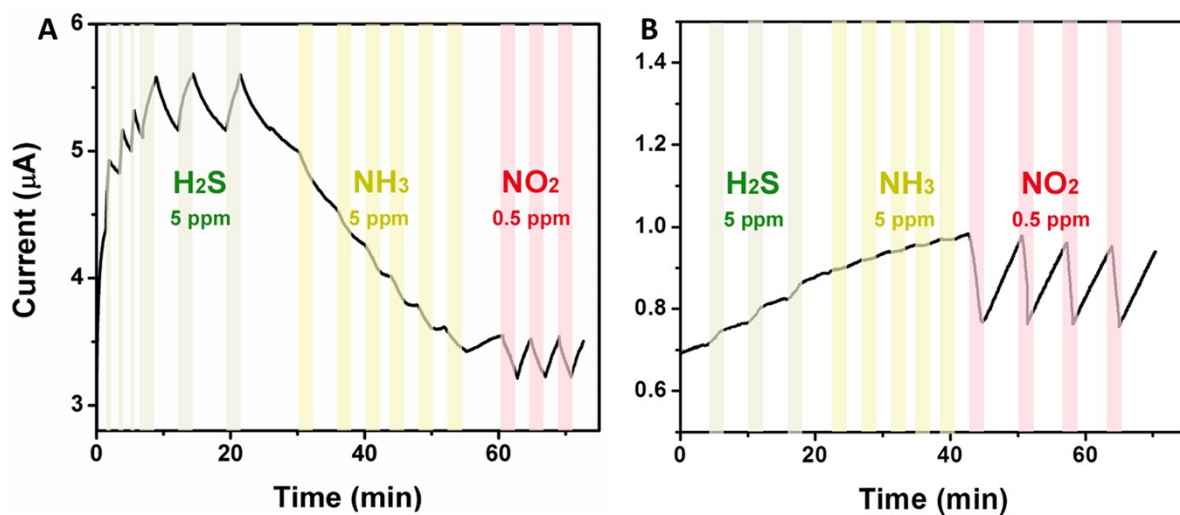 A
6
5
4
3
Current (μA)
H2S
5 ppm
NH3
5 ppm
NO2
0.5 ppm
0
20
40
60
Time (min)
B
1.4
1.2
1.0
0.8
0.6
H2S
5 ppm
NH3
5 ppm
NO2
0.5 ppm
0
20
40
60
Time (min)